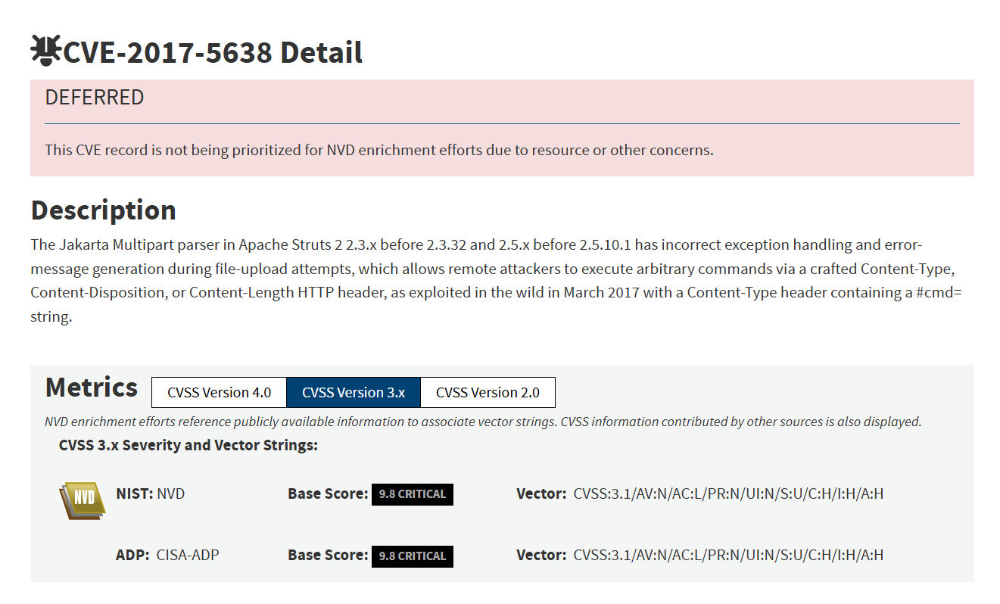 CVE-2017-5638 Detail
DEFERRED
This CVE record is not being prioritized for NVD enrichment efforts due to resource or other concerns.
Description
The Jakarta Multipart parser in Apache Struts 2 2.3.x before 2.3.32 and 2.5.x before 2.5.10.1 has incorrect exception handling and error-
message generation during file-upload attempts, which allows remote attackers to execute arbitrary commands via a crafted Content-Type,
Content-Disposition, or Content-Length HTTP header, as exploited in the wild in March 2017 with a Content-Type header containing a #cmd=
string.
Metrics CVSS Version 4.0 CVSS Version 3.x CVSS Version 2.0
NVD enrichment efforts reference publicly available information to associate vector strings. CVSS information contributed by other sources is also displayed.
CVSS 3.x Severity and Vector Strings:
NVD NIST: NVD Base Score: 9.8 CRITICAL Vector: CVSS:3.1/AV:N/AC:L/PR:N/UI:N/S:U/C:H/I:H/A:H
ADP: CISA-ADP Base Score: 9.8 CRITICAL Vector: CVSS:3.1/AV:N/AC:L/PR:N/UI:N/S:U/C:H/I:H/A:H